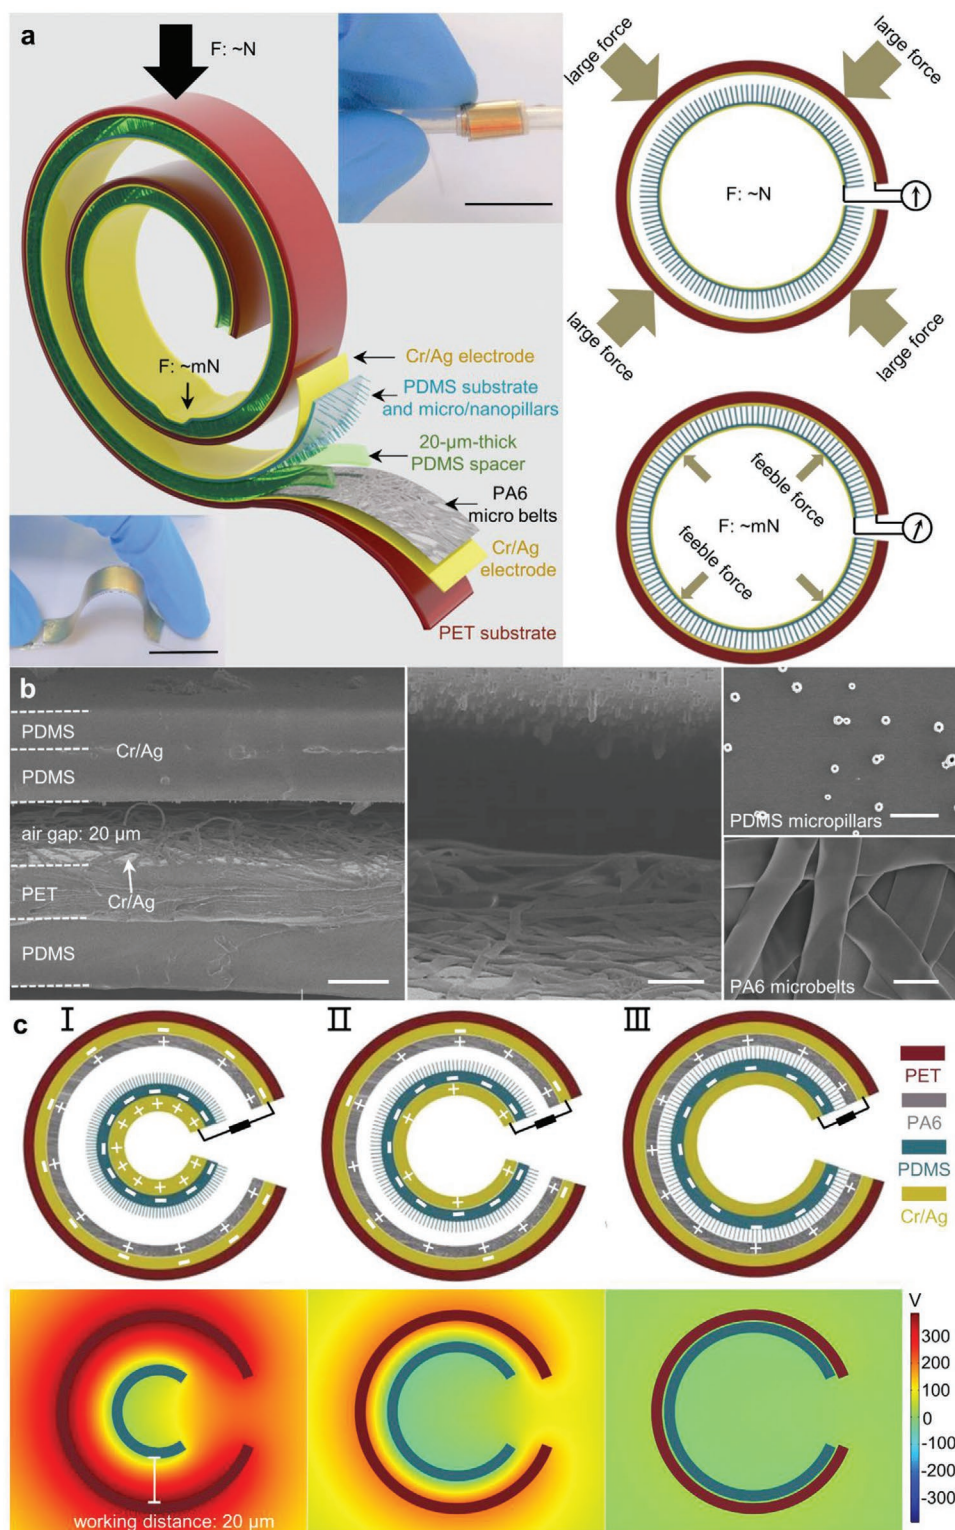 a
F: ~N
F: ~mN
Cr/Ag electrode
PDMS substrate
and micro/nanopillars
20-μm-thick
PDMS spacer
PA6
micro belts
Cr/Ag
electrode
PET substrate
large force
large force
F: ~N
large force
large force
feeble force
F: ~mN
feeble force
b
PDMS
Cr/Ag
PDMS
air gap: 20 μm
PET
Cr/Ag
PDMS
PDMS micropillars
PA6 microbelts
c
I
II
III
PET
PA6
PDMS
Cr/Ag
V
300
200
100
0
-100
-200
-300
working distance: 20 μm